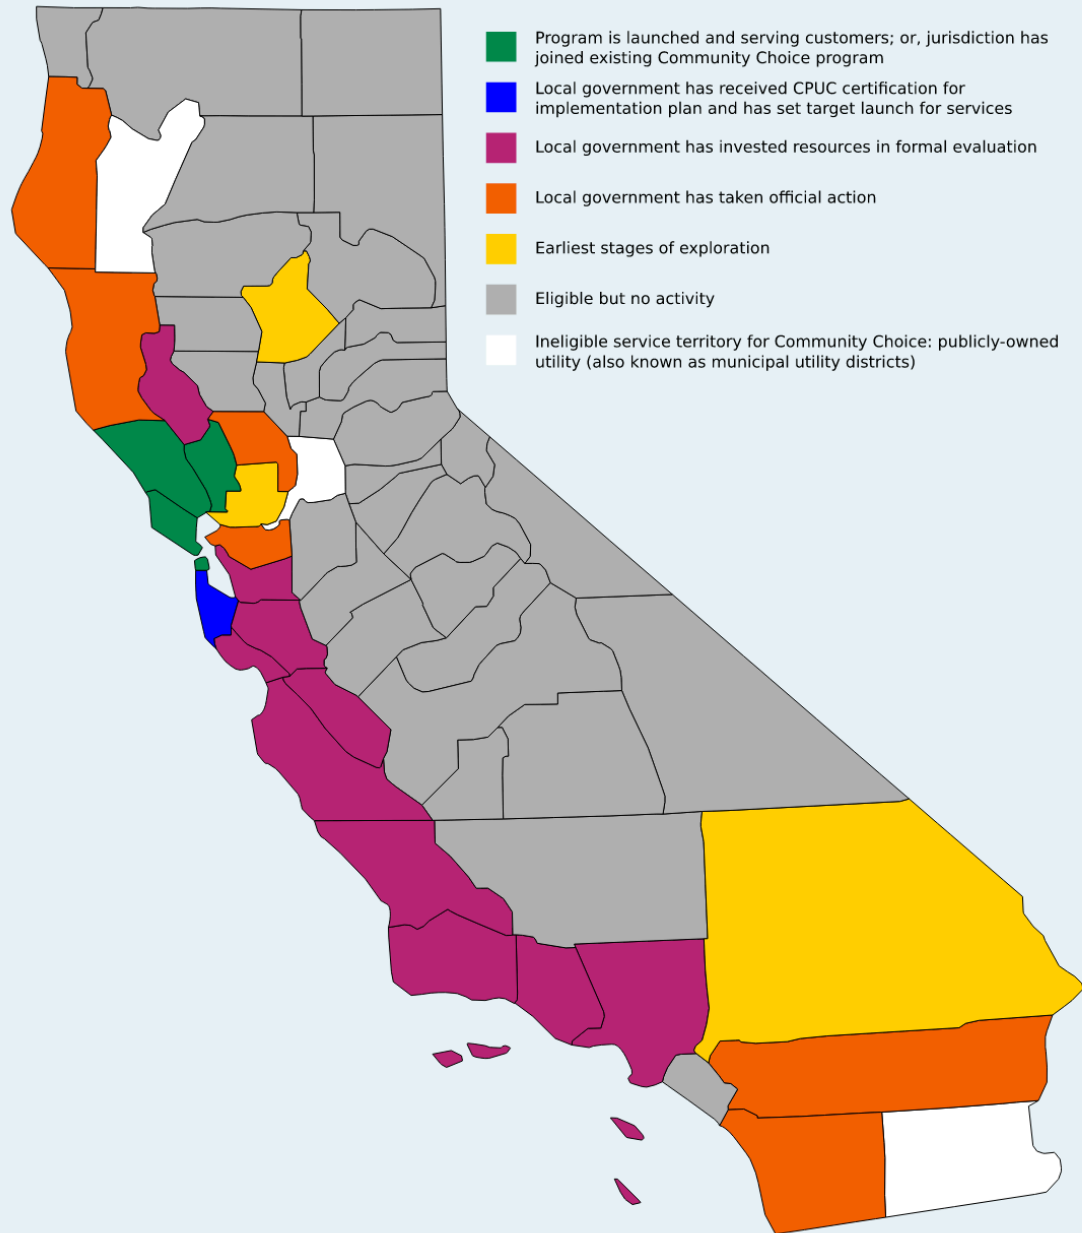 Program is launched and serving customers; or, jurisdiction has
joined existing Community Choice program
Local government has received CPUC certification for
implementation plan and has set target launch for services
Local government has invested resources in formal evaluation
Local government has taken official action
Earliest stages of exploration
Eligible but no activity
Ineligible service territory for Community Choice: publicly-owned
utility (also known as municipal utility districts)